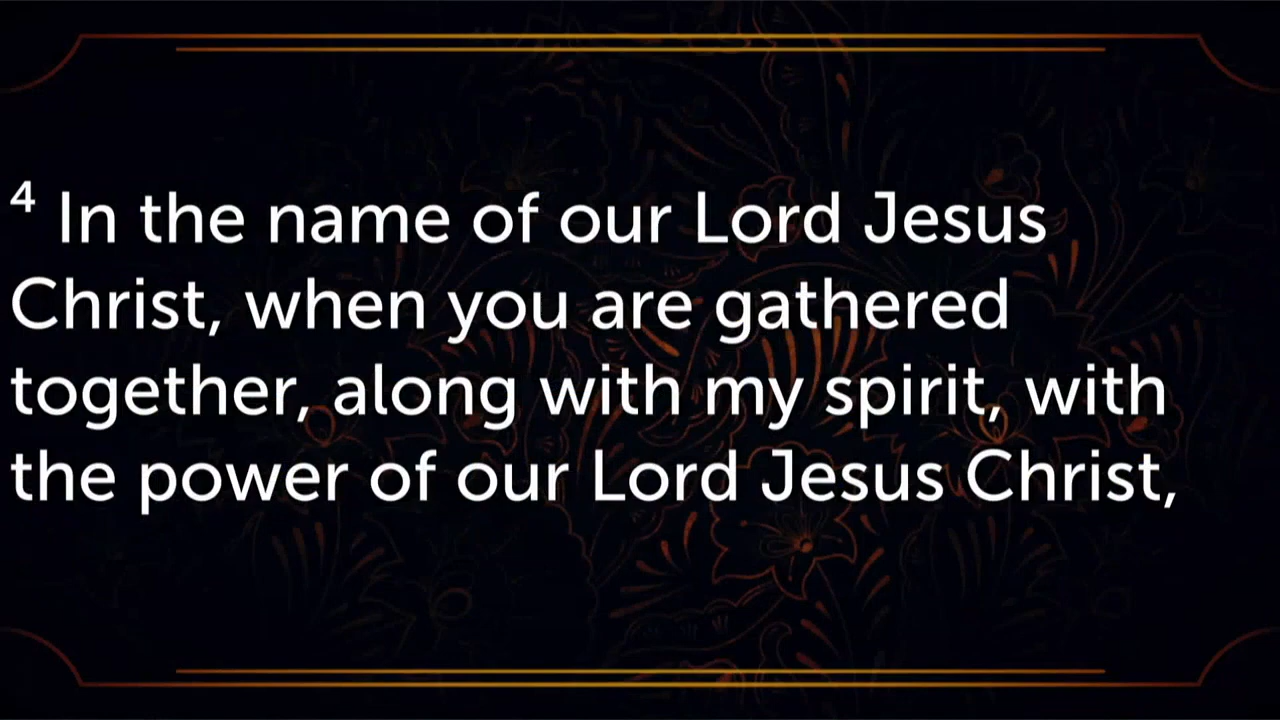 ⁴ In the name of our Lord Jesus
Christ, when you are gathered
together, along with my spirit, with
the power of our Lord Jesus Christ,